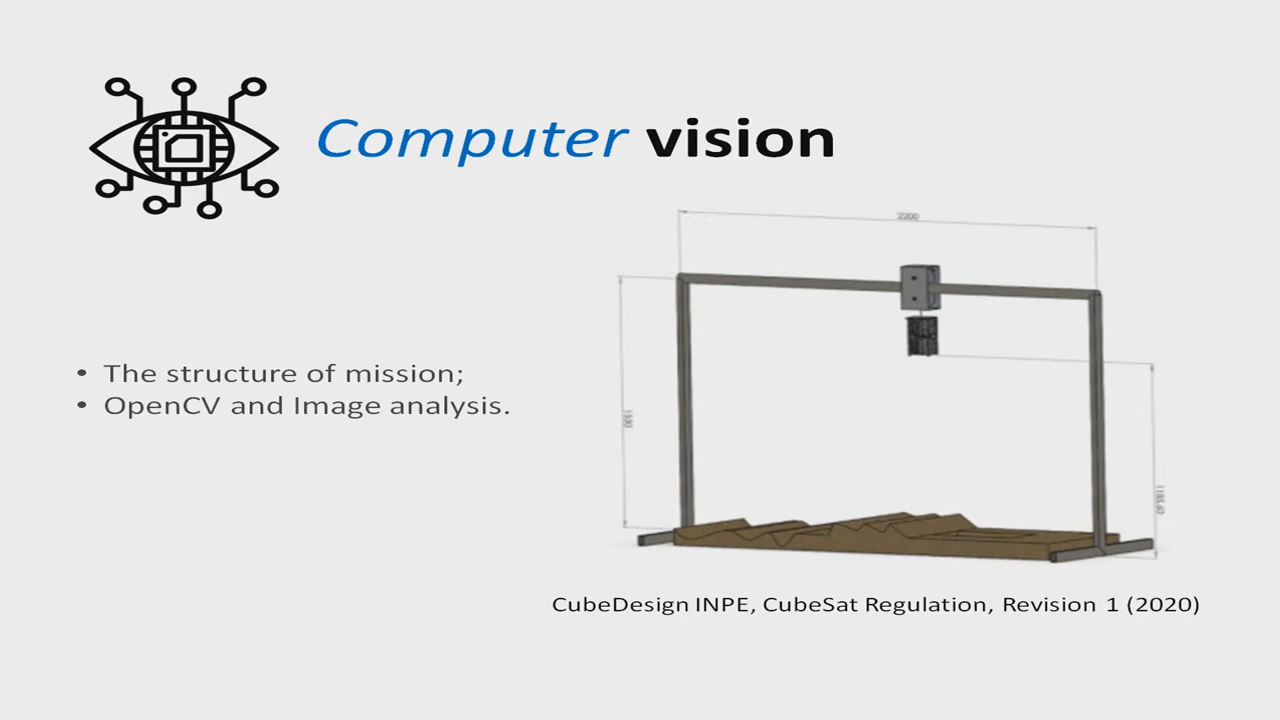 Computer vision
2200
• The structure of mission;
• OpenCV and Image analysis.
CubeDesign INPE, CubeSat Regulation, Revision 1 (2020)